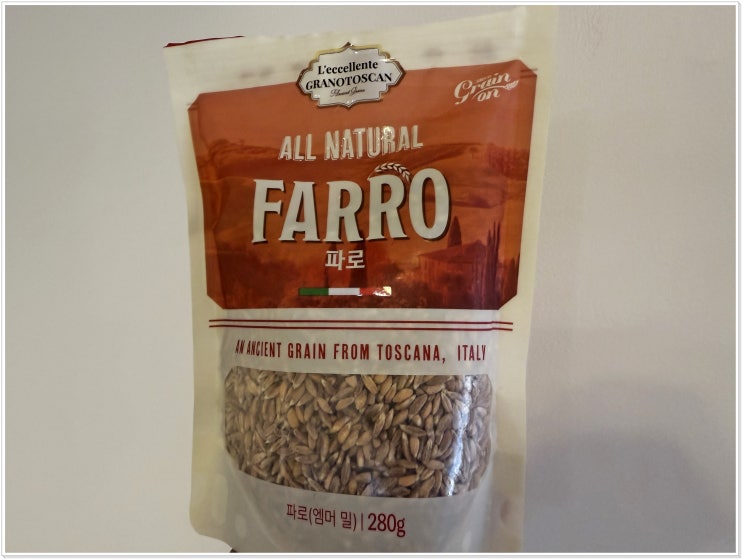 L'eccellente
GRANOTOSCAN
Grain
on
ALL NATURAL
FARRO
파로
AN ANCIENT GRAIN FROM TOSCANA, ITALY
파로(엠머 밀) | 280g